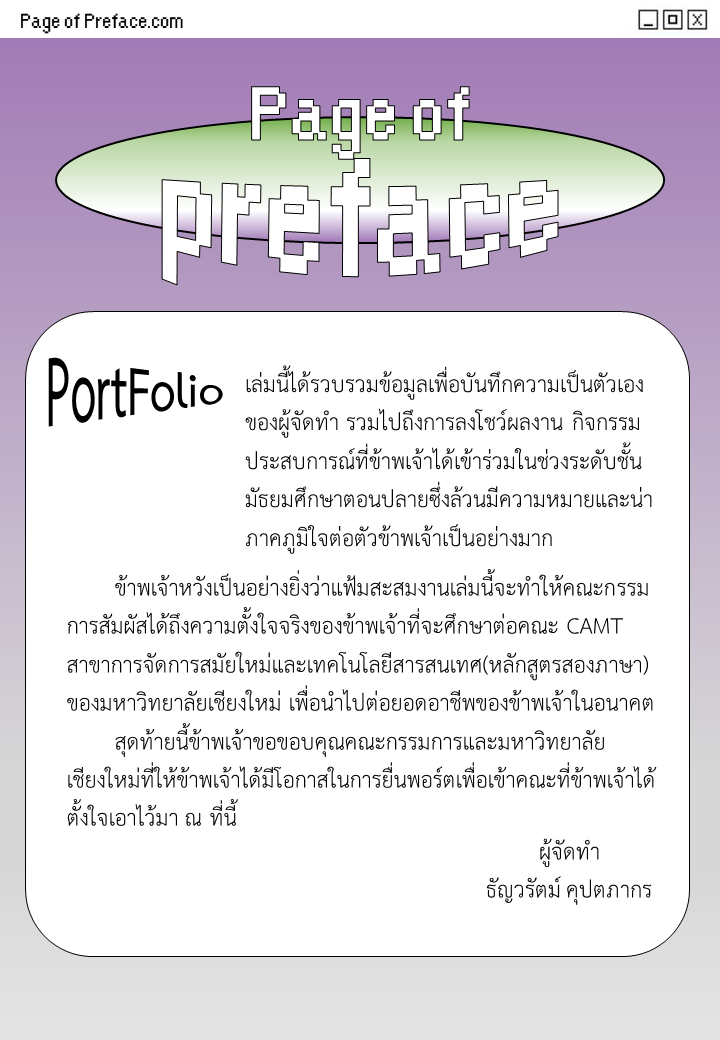 Page of Preface.com
Page of
preface
PortFolio
เล่มนี้ได้รวบรวมข้อมูลเพื่อบันทึกความเป็นตัวเอง
ของผู้จัดทำ รวมไปถึงการลงโชว์ผลงาน กิจกรรม
ประสบการณ์ที่ข้าพเจ้าได้เข้าร่วมในช่วงระดับชั้น
มัธยมศึกษาตอนปลายซึ่งล้วนมีความหมายและน่า
ภาคภูมิใจต่อตัวข้าพเจ้าเป็นอย่างมาก
ข้าพเจ้าหวังเป็นอย่างยิ่งว่าแฟ้มสะสมงานเล่มนี้จะทำให้คณะกรรม
การสัมผัสได้ถึงความตั้งใจจริงของข้าพเจ้าที่จะศึกษาต่อคณะ CAMT
สาขาการจัดการสมัยใหม่และเทคโนโลยีสารสนเทศ(หลักสูตรสองภาษา)
ของมหาวิทยาลัยเชียงใหม่ เพื่อนำไปต่อยอดอาชีพของข้าพเจ้าในอนาคต
สุดท้ายนี้ข้าพเจ้าขอขอบคุณคณะกรรมการและมหาวิทยาลัย
เชียงใหม่ที่ให้ข้าพเจ้าได้มีโอกาสในการยื่นพอร์ตเพื่อเข้าคณะที่ข้าพเจ้าได้
ตั้งใจเอาไว้มา ณ ที่นี้
ผู้จัดทำ
ธัญวรัตม์ คุปตภากร